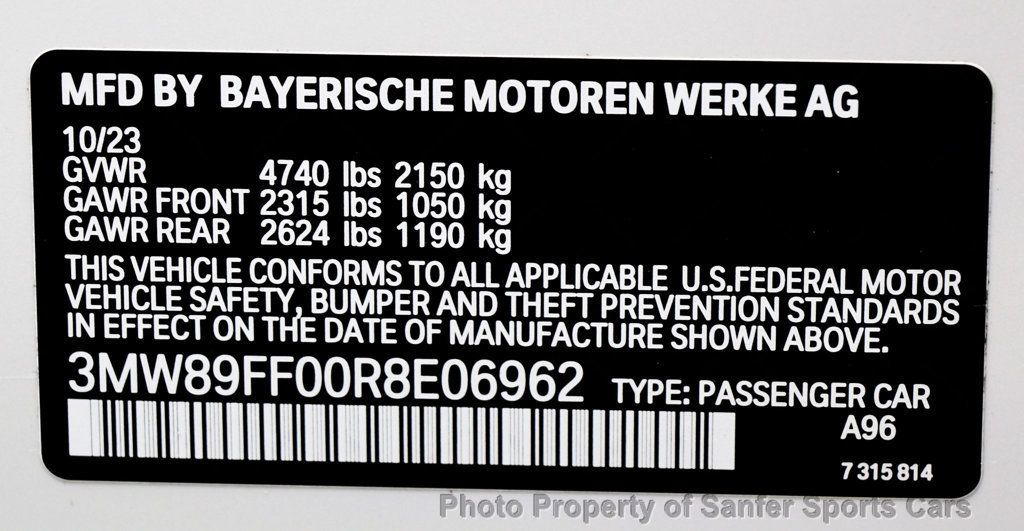 MFD BY BAYERISCHE MOTOREN WERKE AG
10/23
GVWR 4740 lbs 2150 kg
GAWR FRONT 2315 lbs 1050 kg
GAWR REAR 2624 lbs 1190 kg
THIS VEHICLE CONFORMS TO ALL APPLICABLE U.S.FEDERAL MOTOR
VEHICLE SAFETY, BUMPER AND THEFT PREVENTION STANDARDS
IN EFFECT ON THE DATE OF MANUFACTURE SHOWN ABOVE.
3MW89FF00R8E06962 TYPE: PASSENGER CAR
A96
7 315 814
Photo Property of Sanfer Sports Cars